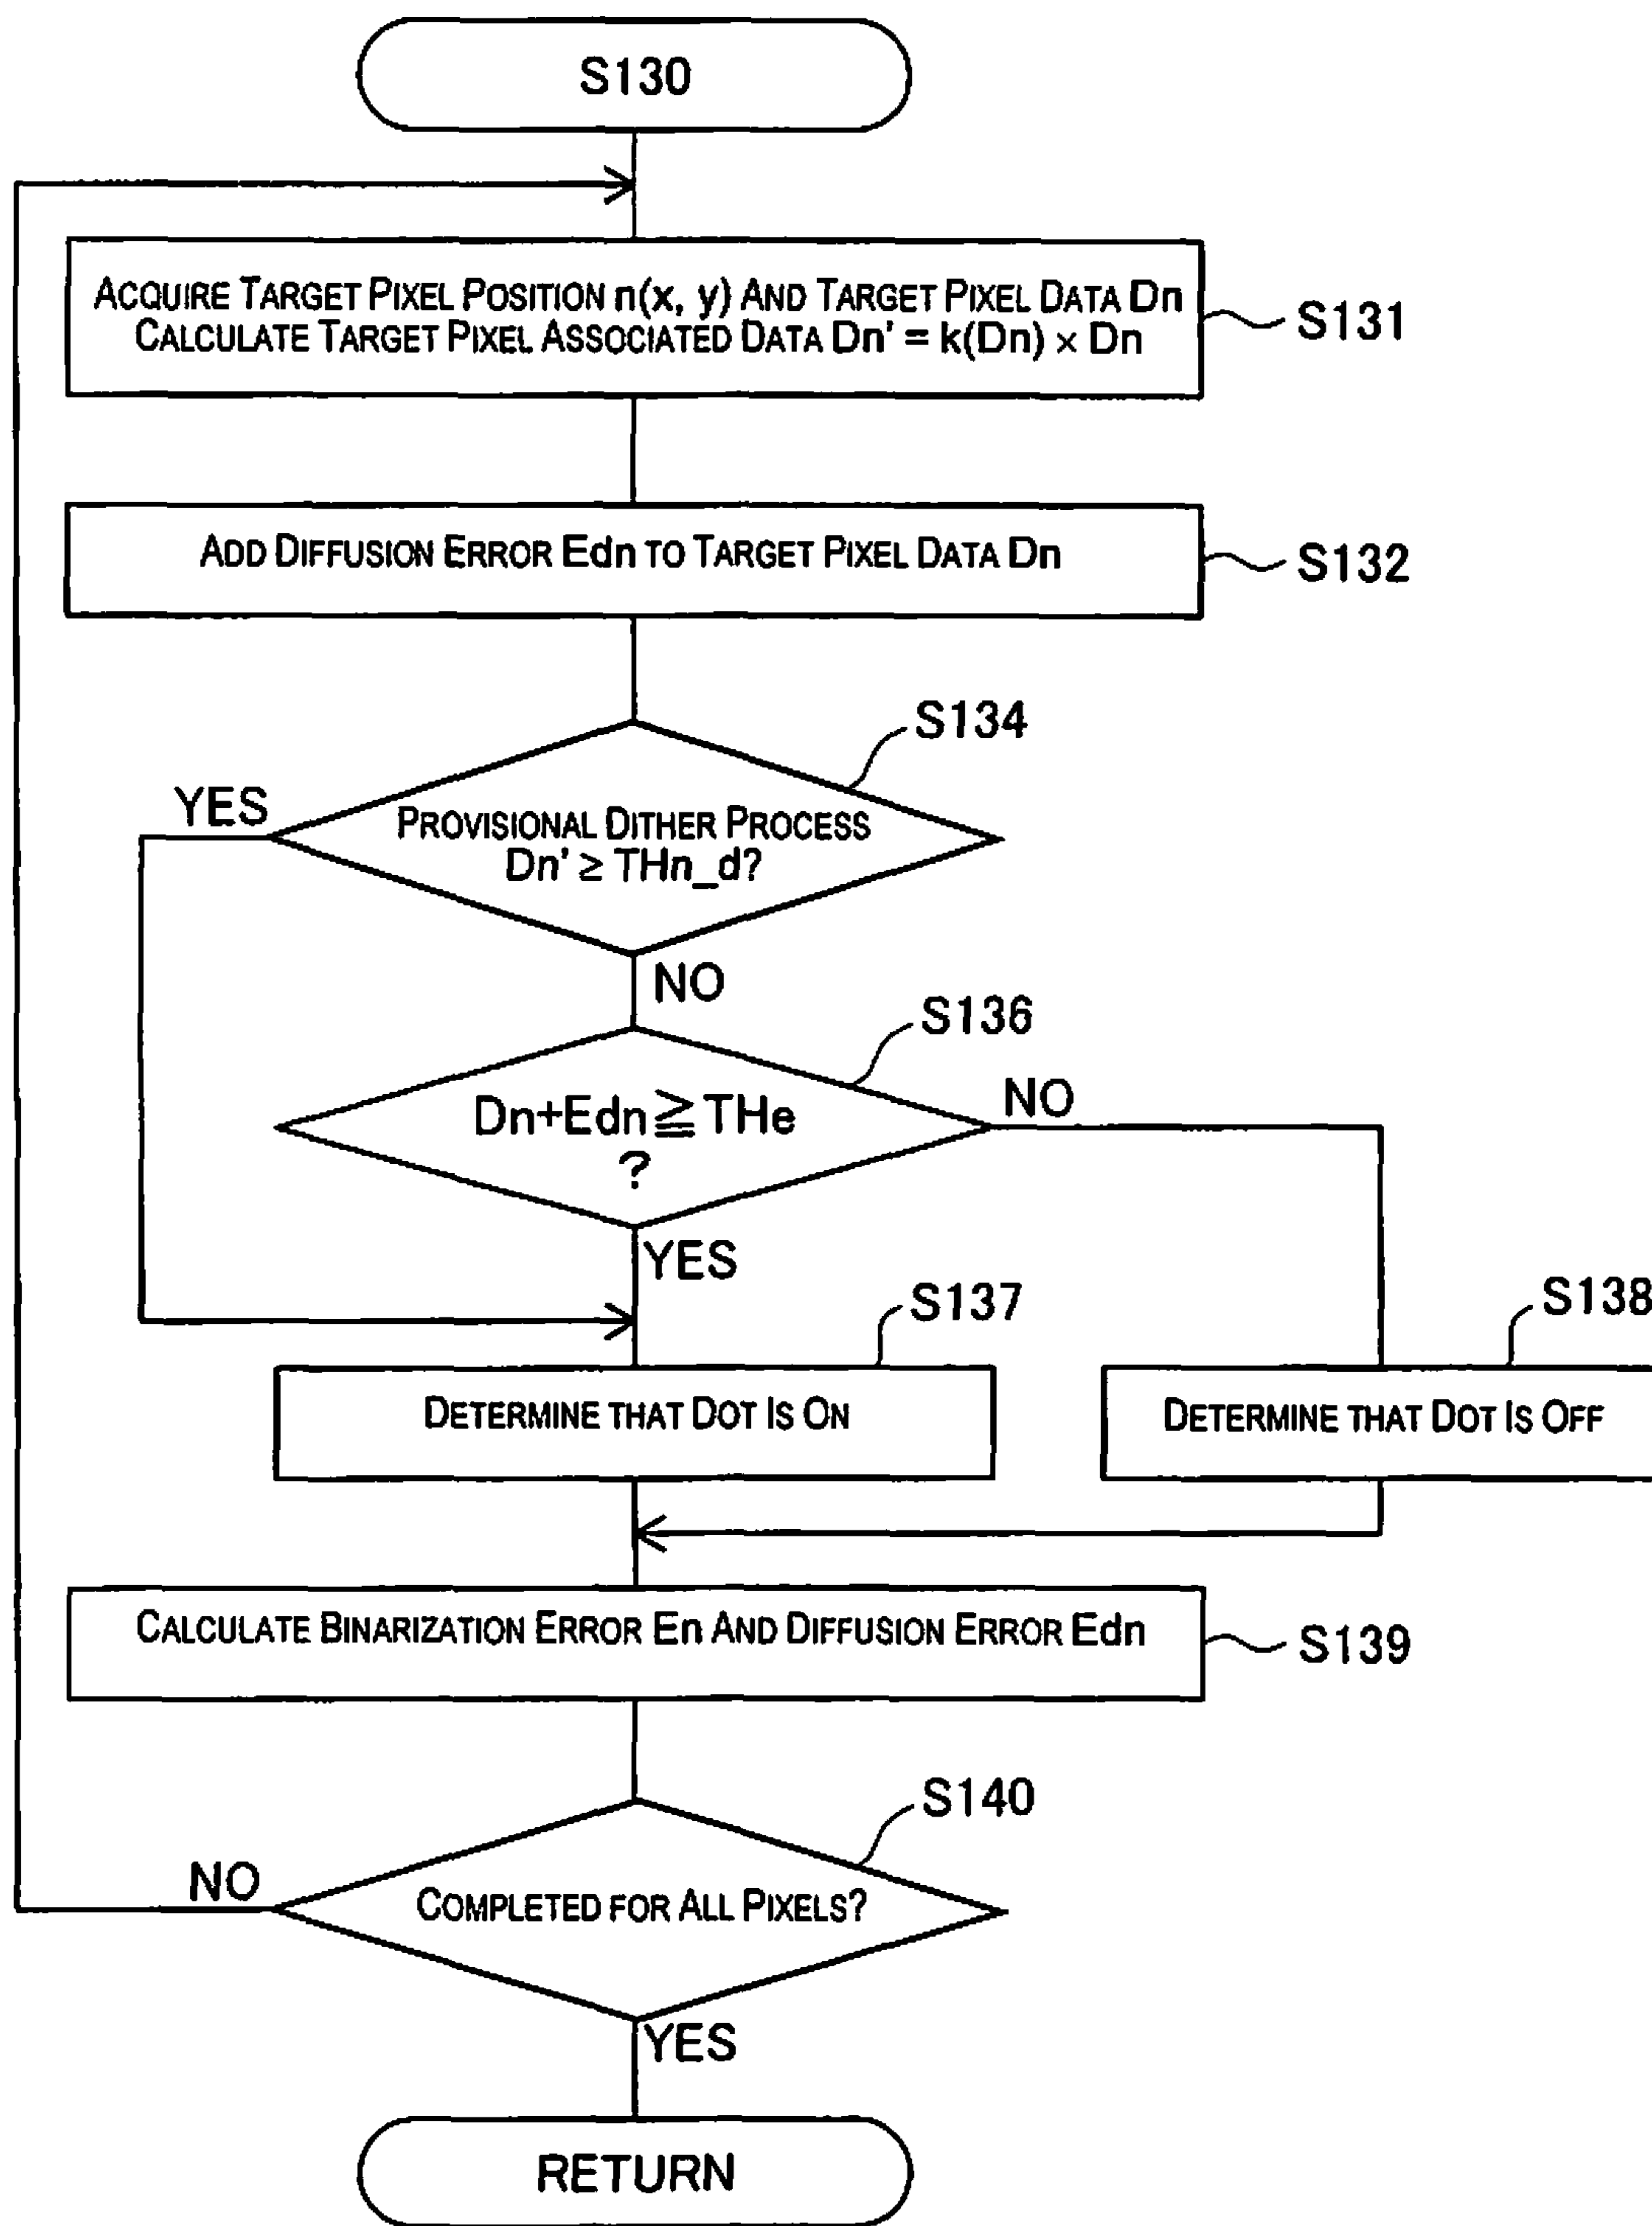 S130
ACQUIRE TARGET PIXEL POSITION n(x, y) AND TARGET PIXEL DATA Dn
CALCULATE TARGET PIXEL ASSOCIATED DATA Dn' = k(Dn) × Dn
S131
ADD DIFFUSION ERROR Edn TO TARGET PIXEL DATA Dn
S132
S134
YES
PROVISIONAL DITHER PROCESS
Dn' ≥ THn_d?
NO
S136
Dn+Edn≧THe
?
NO
YES
S137
S138
DETERMINE THAT DOT IS ON
DETERMINE THAT DOT IS OFF
CALCULATE BINARIZATION ERROR En AND DIFFUSION ERROR Edn
S139
S140
NO
COMPLETED FOR ALL PIXELS?
YES
RETURN